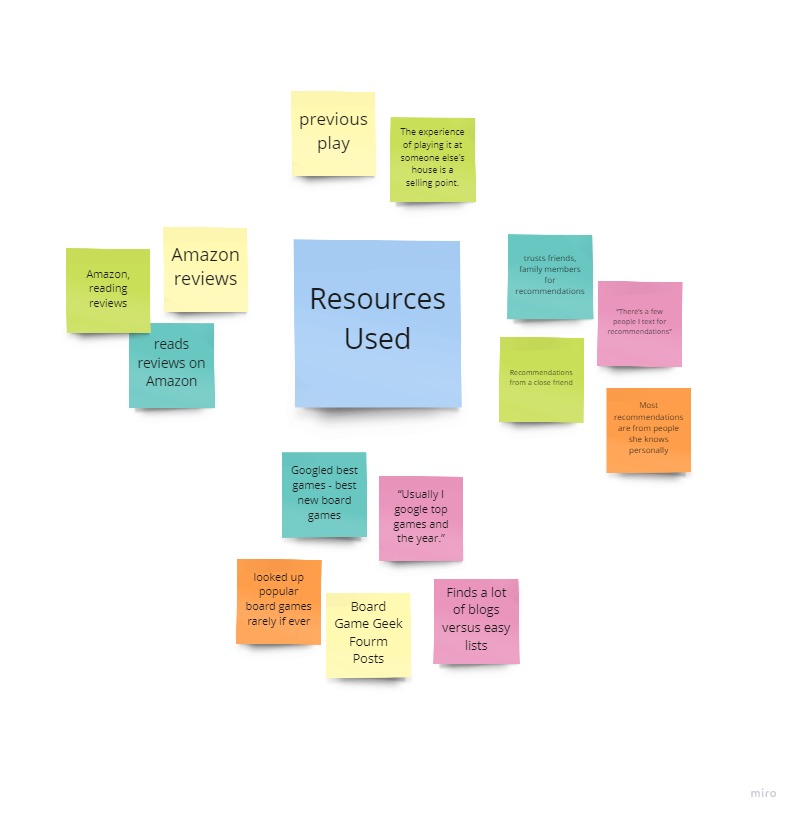 previous
play
The experience
of playing it at
someone else's
house is a
selling point.
Amazon,
reading
reviews
Amazon
reviews
reads
reviews on
Amazon
Resources
Used
trusts friends,
family members
for
recommendations
"There's a few
people I text for
recommendations"
Recommendations
from a close friend
Most
recommendations
are from people
she knows
personally
Googled best
games - best
new board
games
"Usually I
google top
games and
the year."
looked up
popular
board games
rarely if ever
Board
Game Geek
Fourm
Posts
Finds a lot
of blogs
versus easy
lists
miro